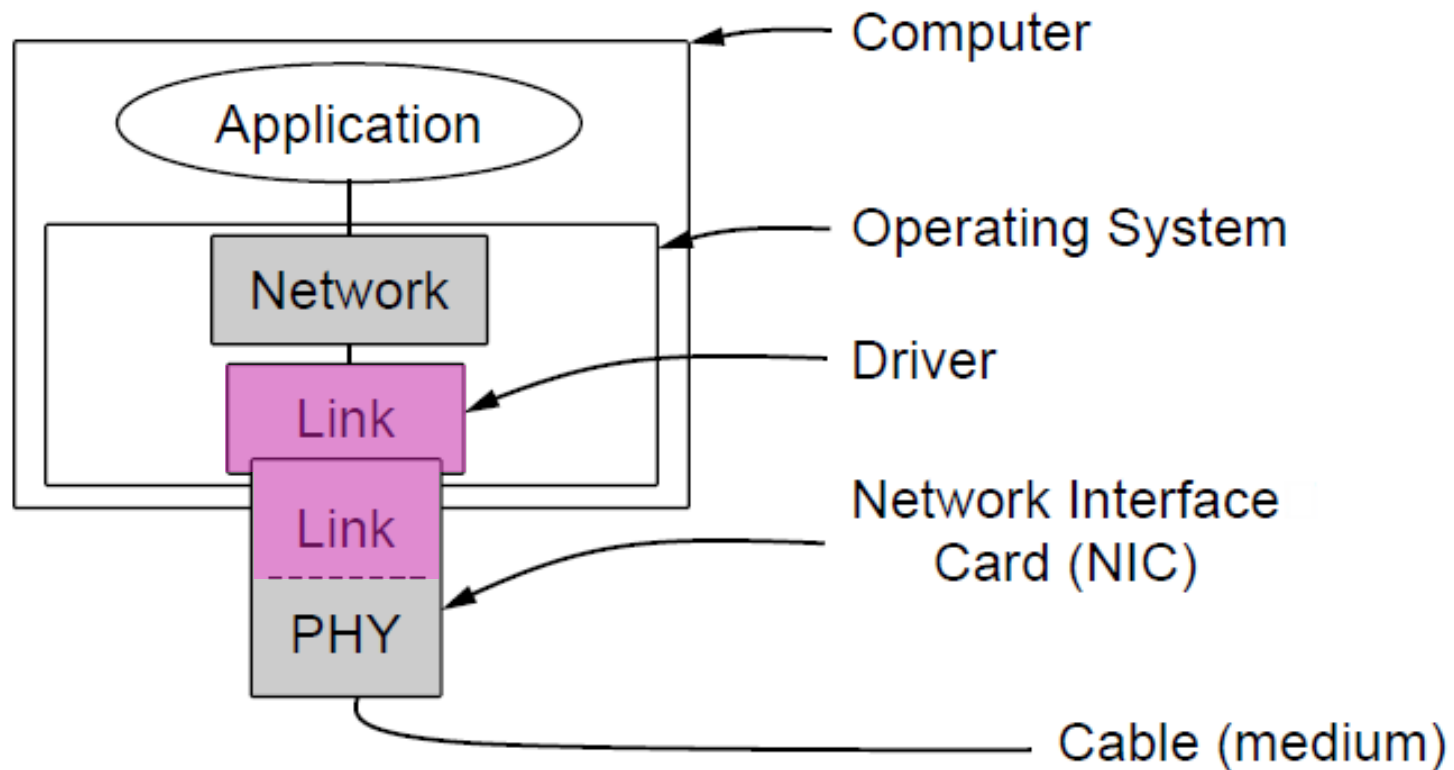 Computer
Application
Operating System
Network
Driver
Link
Network Interface
Card (NIC)
Link
PHY
Cable (medium)